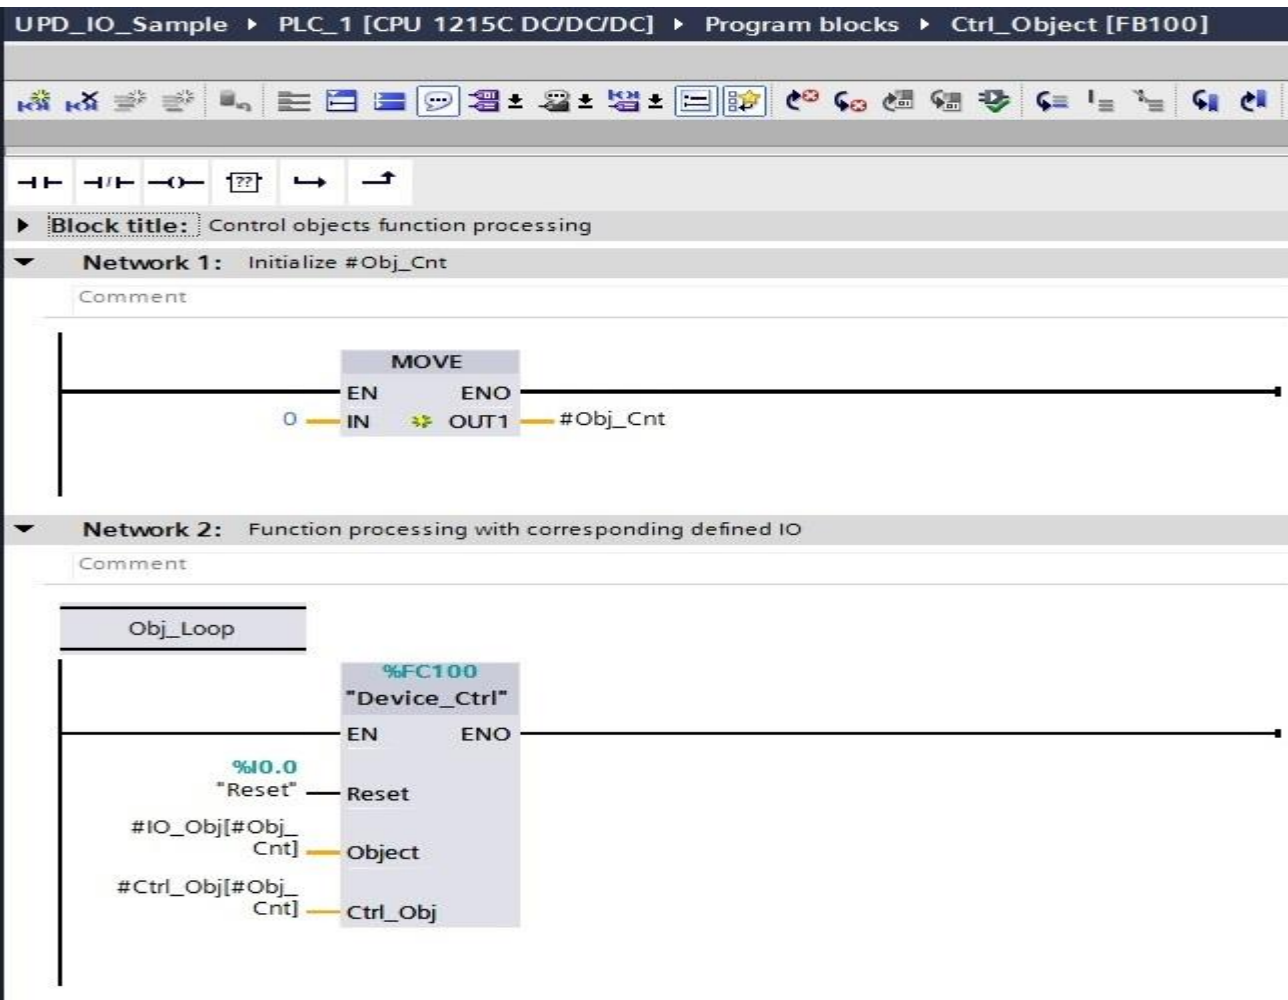 UPD_IO_Sample ▸ PLC_1 [CPU 1215C DC/DC/DC] ▸ Program blocks ▸ Ctrl_Object [FB100]
??
Block title: Control objects function processing
Network 1: Initialize #Obj_Cnt
Comment
MOVE
EN ENO
0 IN OUT1 #Obj_Cnt
Network 2: Function processing with corresponding defined IO
Comment
Obj_Loop
%FC100
"Device_Ctrl"
EN ENO
%I0.0
"Reset" Reset
#IO_Obj[#Obj_
Cnt] Object
#Ctrl_Obj[#Obj_
Cnt] Ctrl_Obj